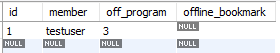 id member off_program offline_bookmark
1 testuser 3 NULL
NULL NULL NULL NULL